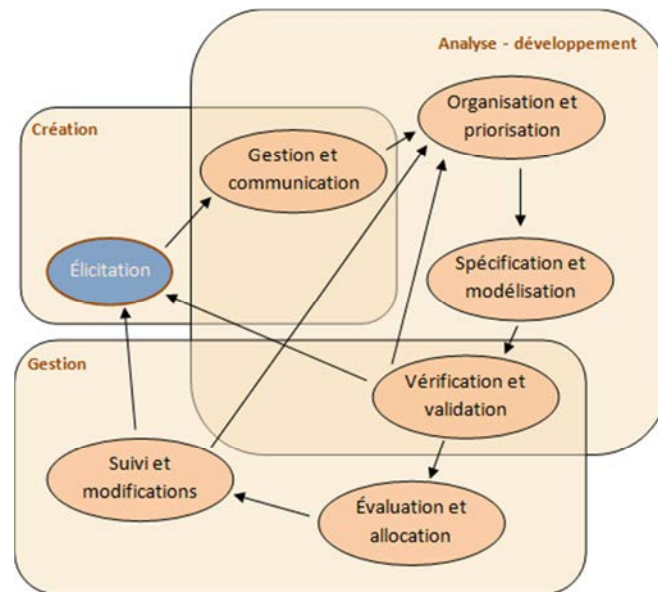 Analyse - développement
Organisation et
priorisation
Création
Gestion et
communication
Élicitation
Spécification et
modélisation
Gestion
Vérification et
validation
Suivi et
modifications
Évaluation et
allocation